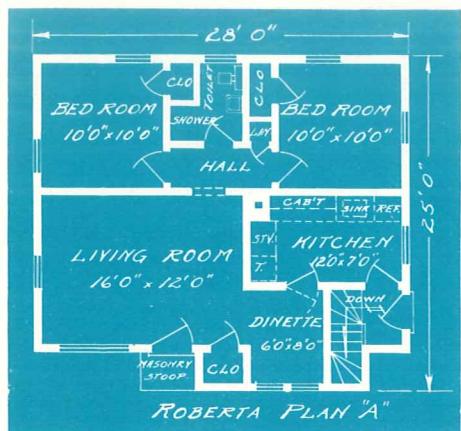 28' 0"
CLO
TOILET
CLO
BED ROOM
10'0" x 10'0"
SHOWER
LAV
BED ROOM
10'0" x 10'0"
HALL
25' 0"
CAB'T
SINK
REF.
LIVING ROOM
16'0" x 12'0"
STV.
T.
KITCHEN
12'0" x 7'0"
DOWN
DINETTE
6'0" x 8'0"
MASONRY
STOOP
CLO
ROBERTA PLAN "A"